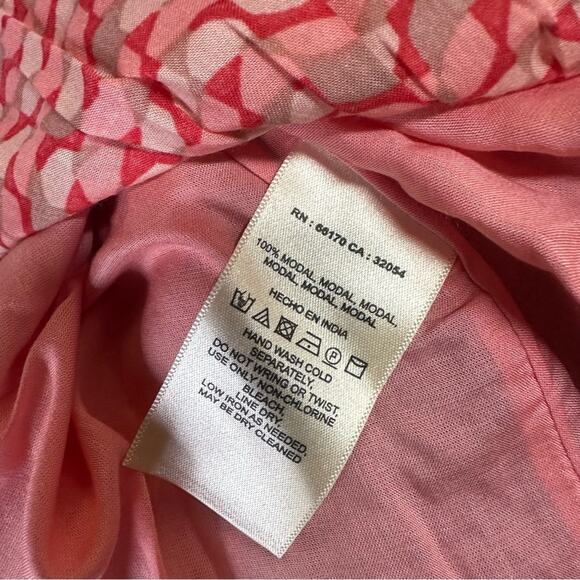 RN : 66170 CA : 32054
100% MODAL, MODAL, MODAL,
MODAL, MODAL, MODAL
HECHO EN INDIA
HAND WASH COLD
SEPARATELY.
DO NOT WRING OR TWIST.
USE ONLY NON-CHLORINE
BLEACH,
LINE DRY.
LOW IRON AS NEEDED.
MAY BE DRY CLEANED